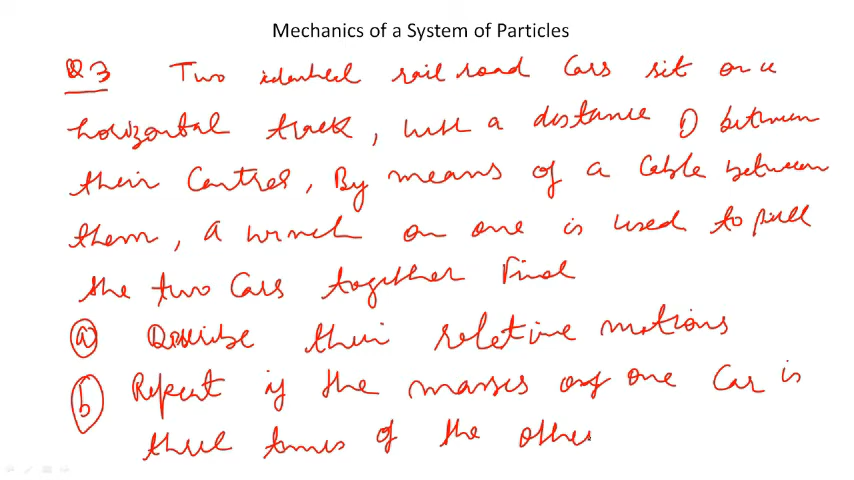 Mechanics of a System of Particles
Q 3 Two identical rail road Cars sit on a
horizontal track, with a distance D between
their Centres, By means of a Cable between
them, A winch on one is used to pull
the two Cars together Final
(a) Describe their relative motions
(b) Repeat if the masses of one Car is
three times of the other